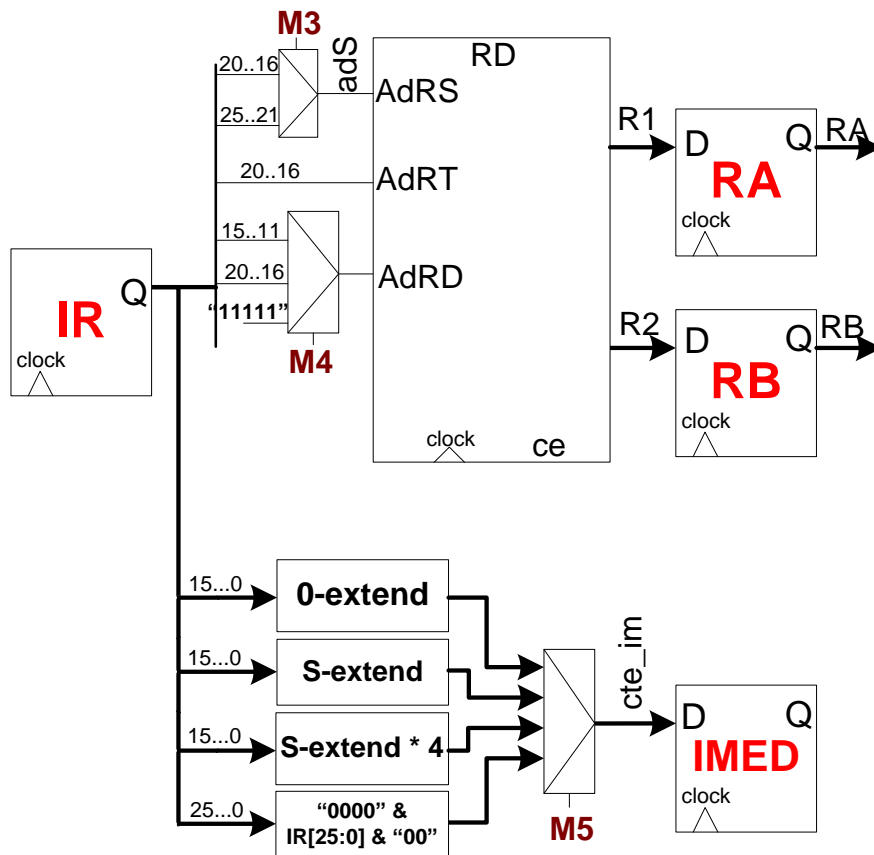 M3
adS
RD
20..16
25..21
AdRS
20..16
AdRT
15..11
20..16
“11111”
AdRD
M4
Q
IR
clock
clock
ce
R1
D
Q
RA
RA
clock
R2
D
Q
RB
RB
clock
15...0
0-extend
15...0
S-extend
15...0
S-extend * 4
25...0
“0000” &
IR[25:0] & “00”
M5
cte_im
D
Q
IMED
clock